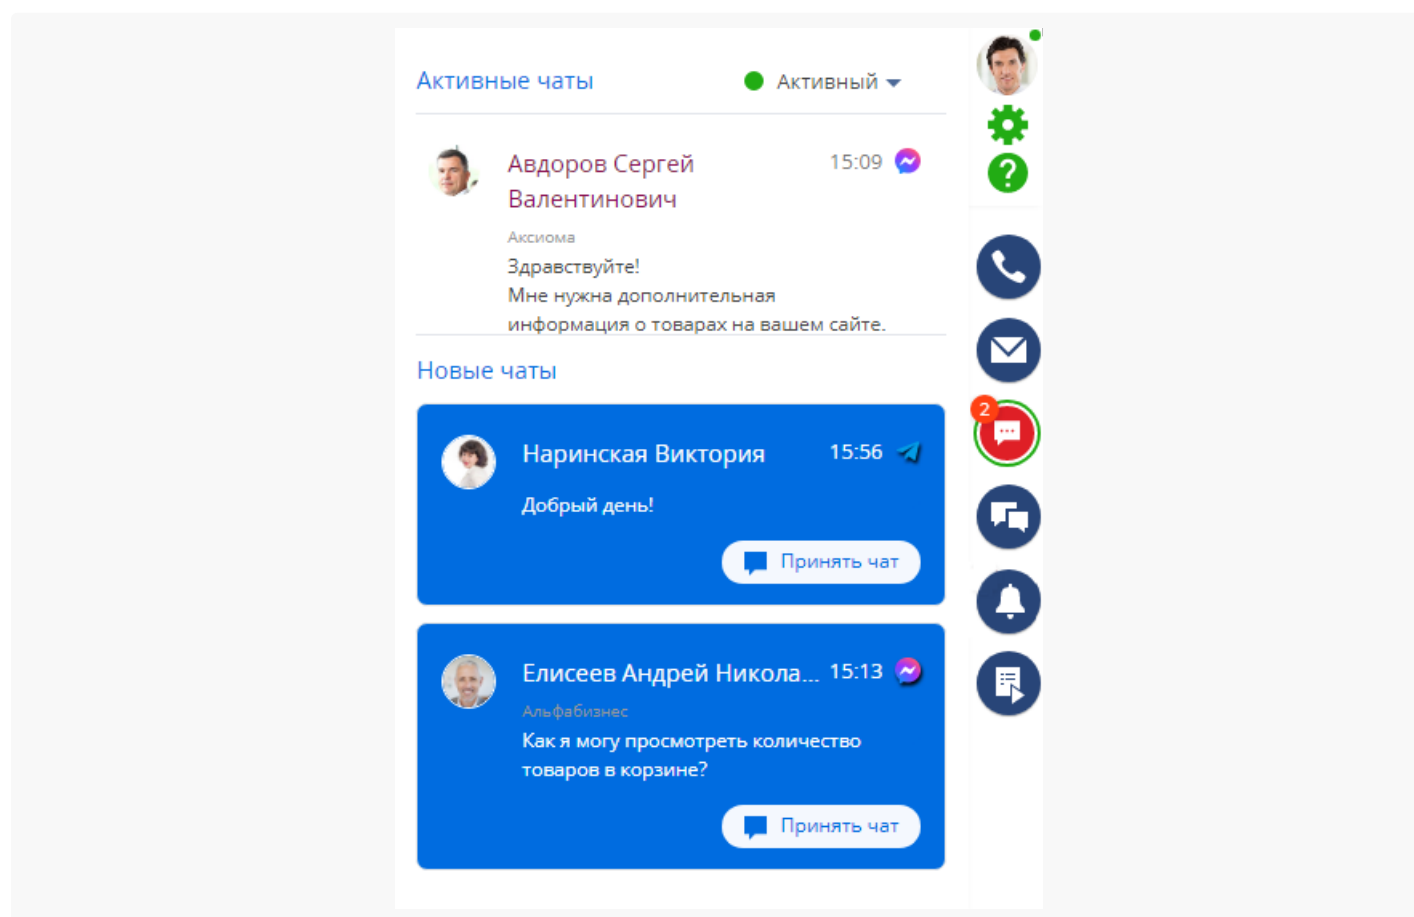 Активные чаты
Активный
Авдоров Сергей
Валентинович
15:09
Аксиома
Здравствуйте!
Мне нужна дополнительная
информация о товарах на вашем сайте.
Новые чаты
Наринская Виктория
15:56
Добрый день!
Принять чат
Елисеев Андрей Никола...
15:13
Альфабизнес
Как я могу просмотреть количество
товаров в корзине?
Принять чат
?
2